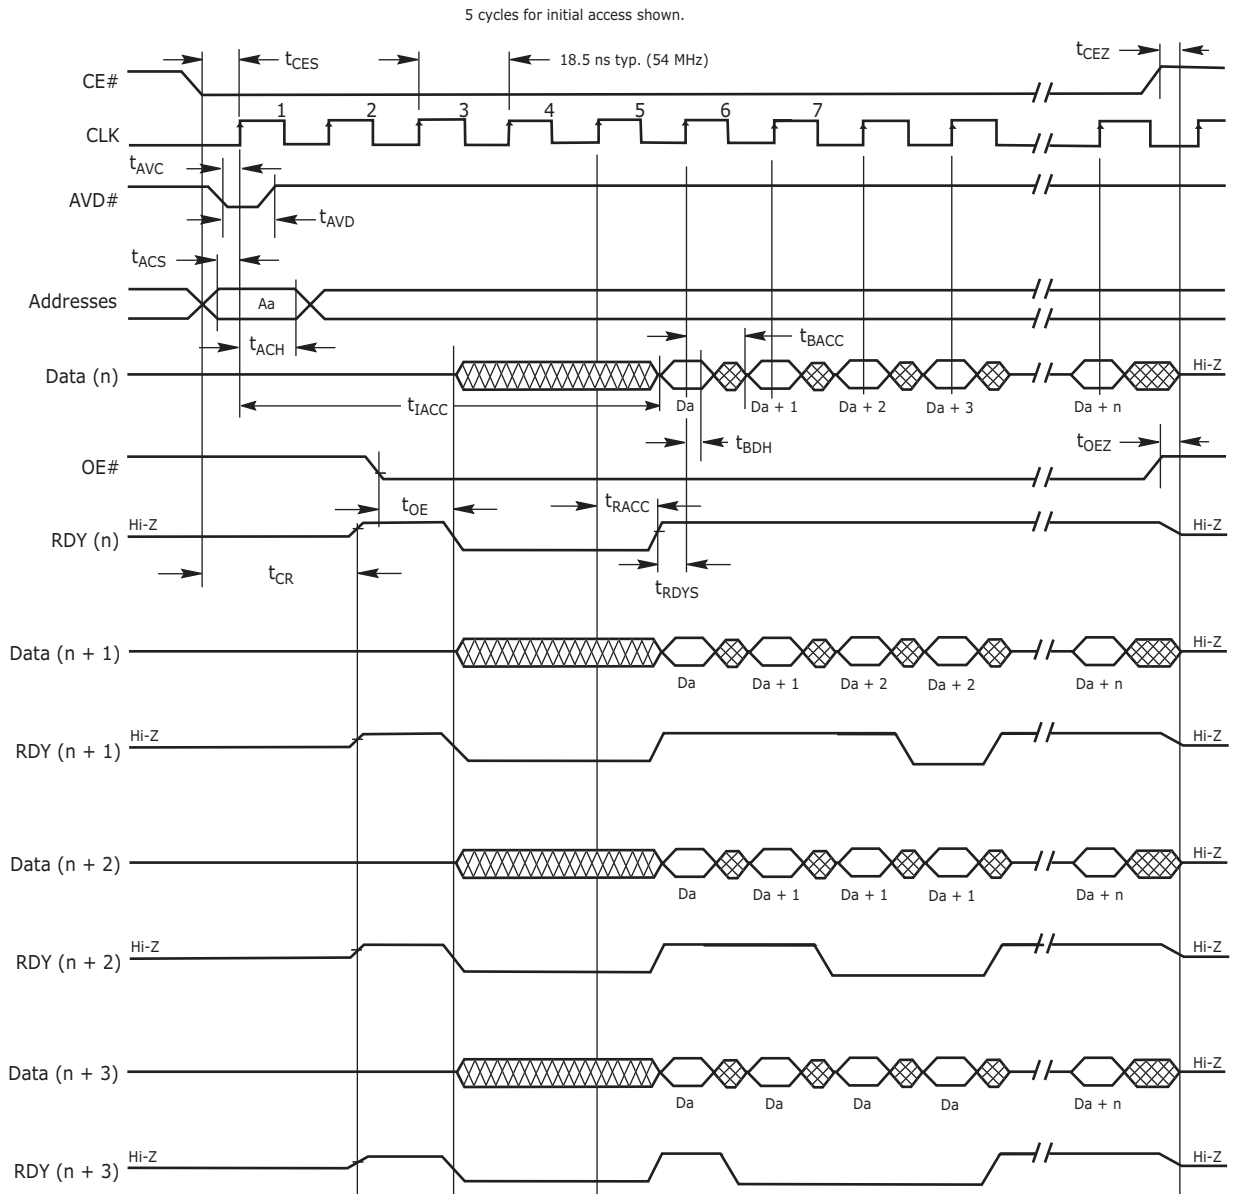 5 cycles for initial access shown.
tCES
18.5 ns typ. (54 MHz)
tCEZ
CE#
1 2 3 4 5 6 7
CLK
tAVC
AVD#
tAVD
tACS
Addresses
Aa
tACH
tBACC
Data (n)
Hi-Z
tIACC
Da Da + 1 Da + 2 Da + 3 Da + n
tBDH
tOEZ
OE#
tOE
tRACC
RDY (n)
Hi-Z
Hi-Z
tCR
tRDYS
Data (n + 1)
Hi-Z
Da Da + 1 Da + 2 Da + 2 Da + n
RDY (n + 1)
Hi-Z
Hi-Z
Data (n + 2)
Hi-Z
Da Da + 1 Da + 1 Da + 1 Da + n
RDY (n + 2)
Hi-Z
Hi-Z
Data (n + 3)
Hi-Z
Da Da Da Da Da + n
RDY (n + 3)
Hi-Z
Hi-Z